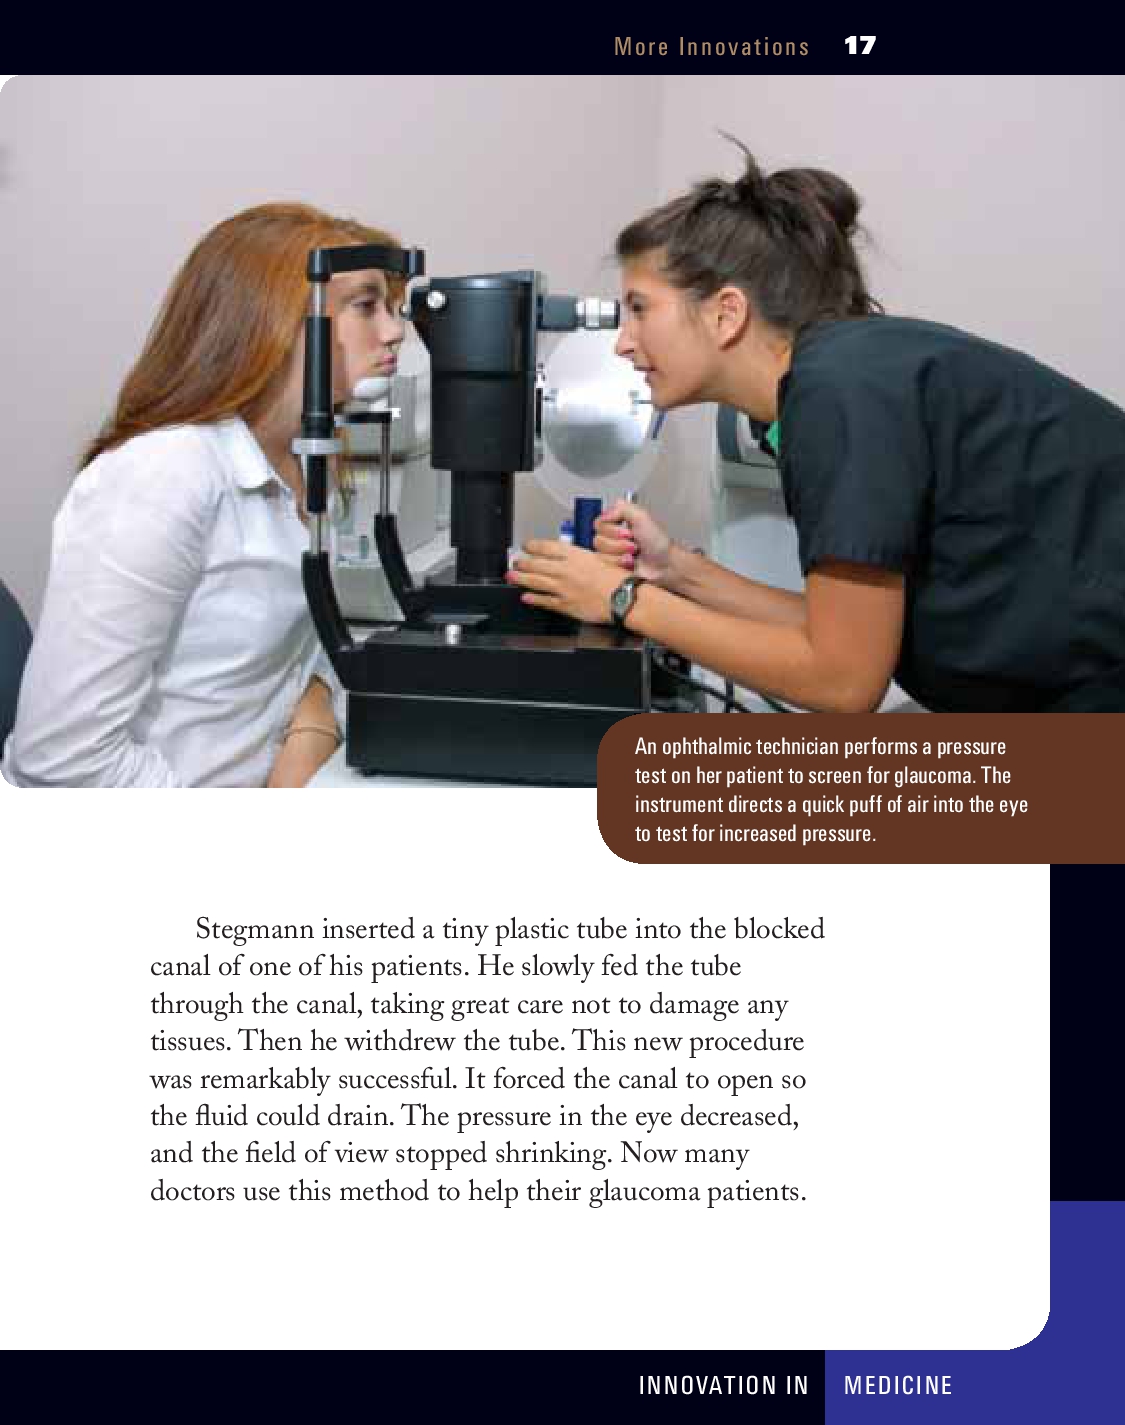 More Innovations 17
An ophthalmic technician performs a pressure
test on her patient to screen for glaucoma. The
instrument directs a quick puff of air into the eye
to test for increased pressure.
Stegmann inserted a tiny plastic tube into the blocked
canal of one of his patients. He slowly fed the tube
through the canal, taking great care not to damage any
tissues. Then he withdrew the tube. This new procedure
was remarkably successful. It forced the canal to open so
the fluid could drain. The pressure in the eye decreased,
and the field of view stopped shrinking. Now many
doctors use this method to help their glaucoma patients.
INNOVATION IN MEDICINE